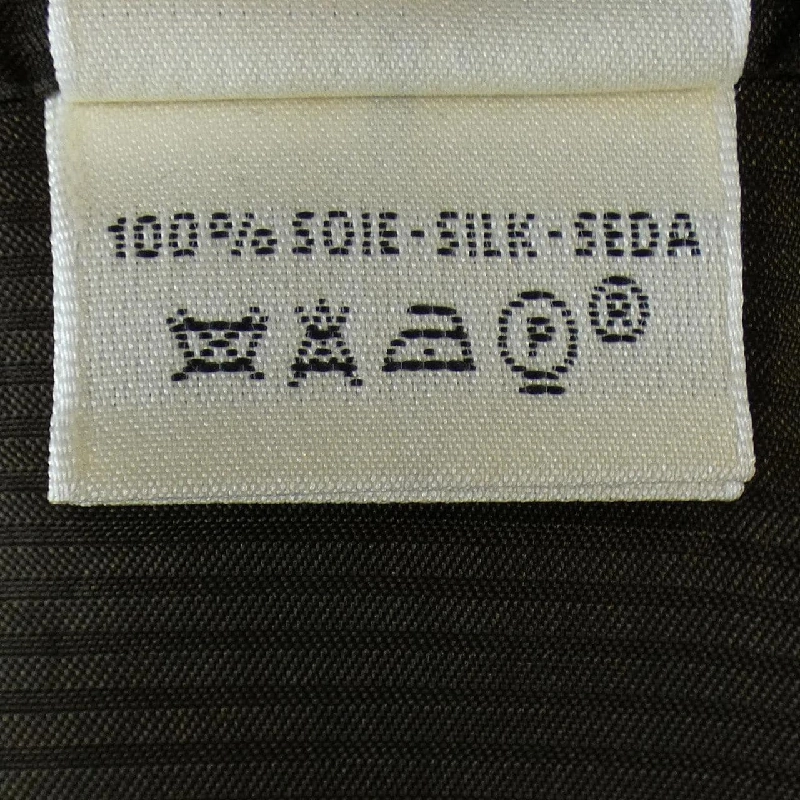 100% SOIE - SILK - SEDA
P ®